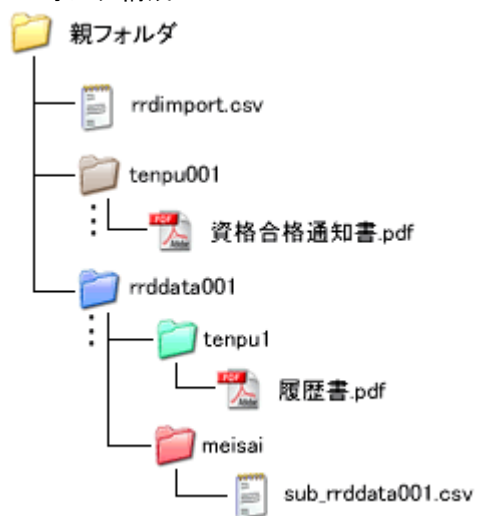 親フォルダ
rrdimport.csv
tenpu001
資格合格通知書.pdf
rrddata001
tenpu1
履歴書.pdf
meisai
sub_rrddata001.csv